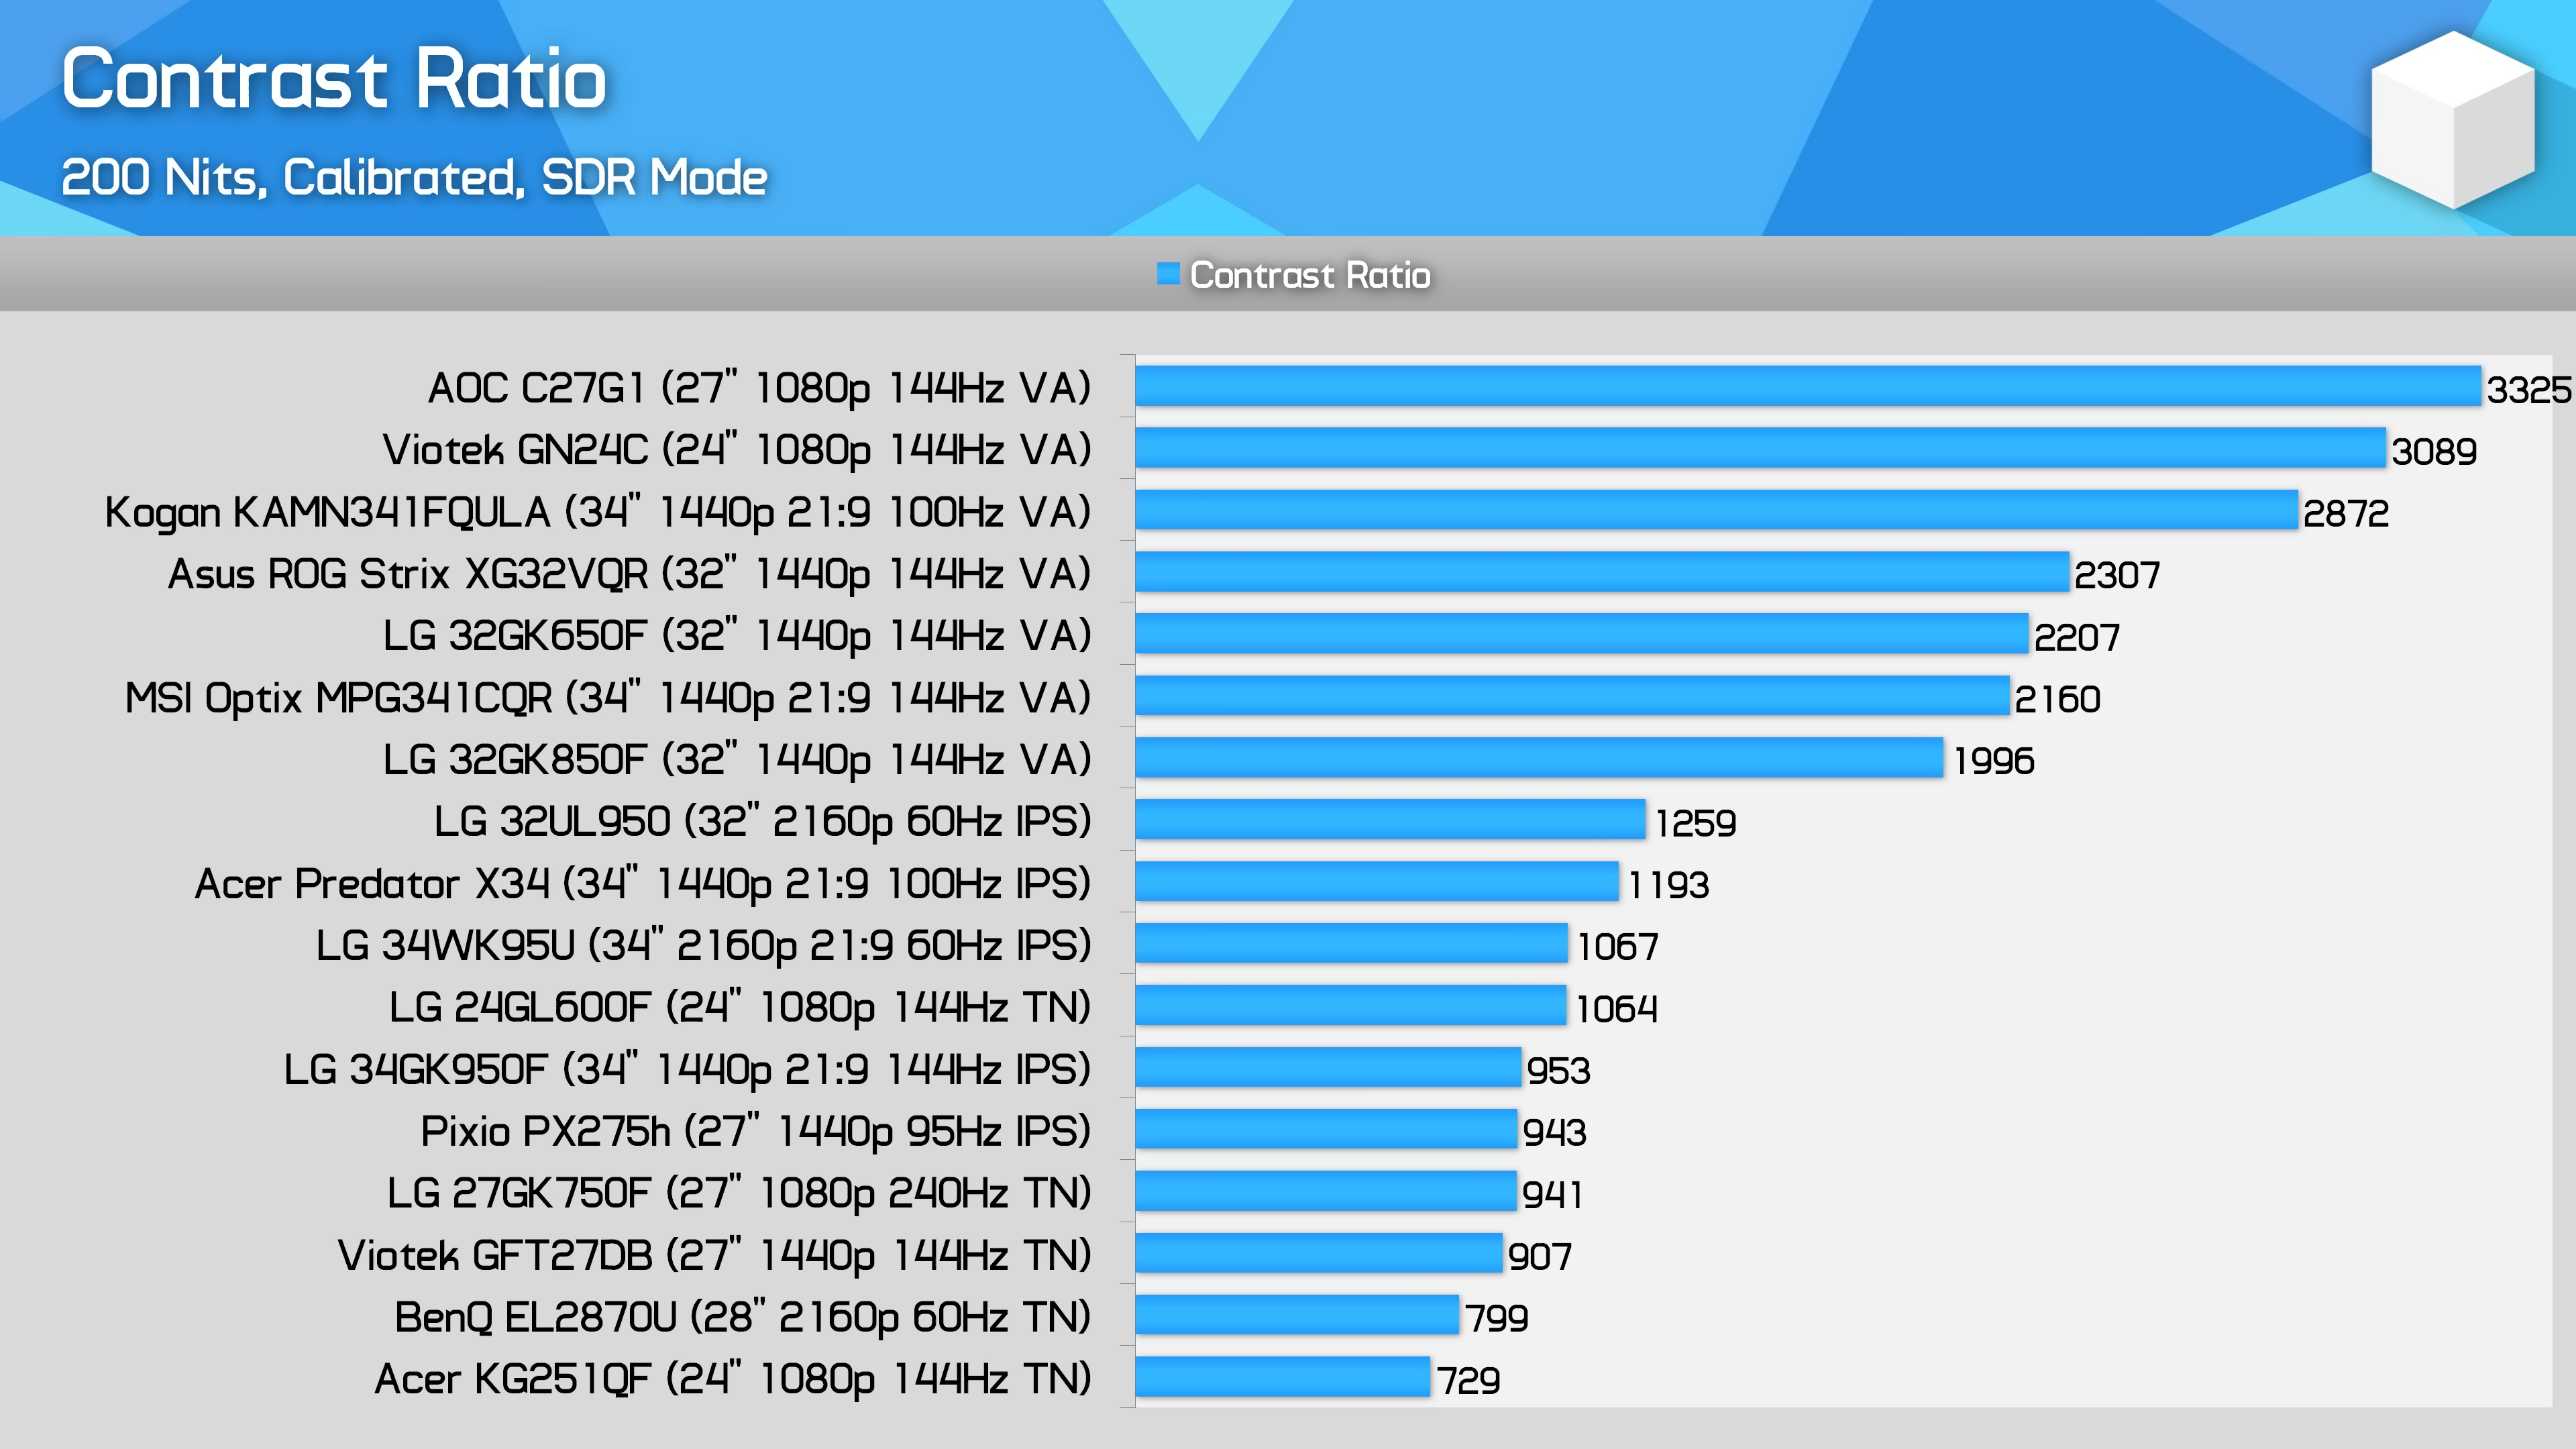 Contrast Ratio
200 Nits, Calibrated, SDR Mode
Contrast Ratio
AOC C27G1 (27" 1080p 144Hz VA) 3325
Viotek GN24C (24" 1080p 144Hz VA) 3089
Kogan KAMN341FQULA (34" 1440p 21:9 100Hz VA) 2872
Asus ROG Strix XG32VQR (32" 1440p 144Hz VA) 2307
LG 32GK650F (32" 1440p 144Hz VA) 2207
MSI Optix MPG341CQR (34" 1440p 21:9 144Hz VA) 2160
LG 32GK850F (32" 1440p 144Hz VA) 1996
LG 32UL950 (32" 2160p 60Hz IPS) 1259
Acer Predator X34 (34" 1440p 21:9 100Hz IPS) 1193
LG 34WK95U (34" 2160p 21:9 60Hz IPS) 1067
LG 24GL600F (24" 1080p 144Hz TN) 1064
LG 34GK950F (34" 1440p 21:9 144Hz IPS) 953
Pixio PX275h (27" 1440p 95Hz IPS) 943
LG 27GK750F (27" 1080p 240Hz TN) 941
Viotek GFT27DB (27" 1440p 144Hz TN) 907
BenQ EL2870U (28" 2160p 60Hz TN) 799
Acer KG251QF (24" 1080p 144Hz TN) 729